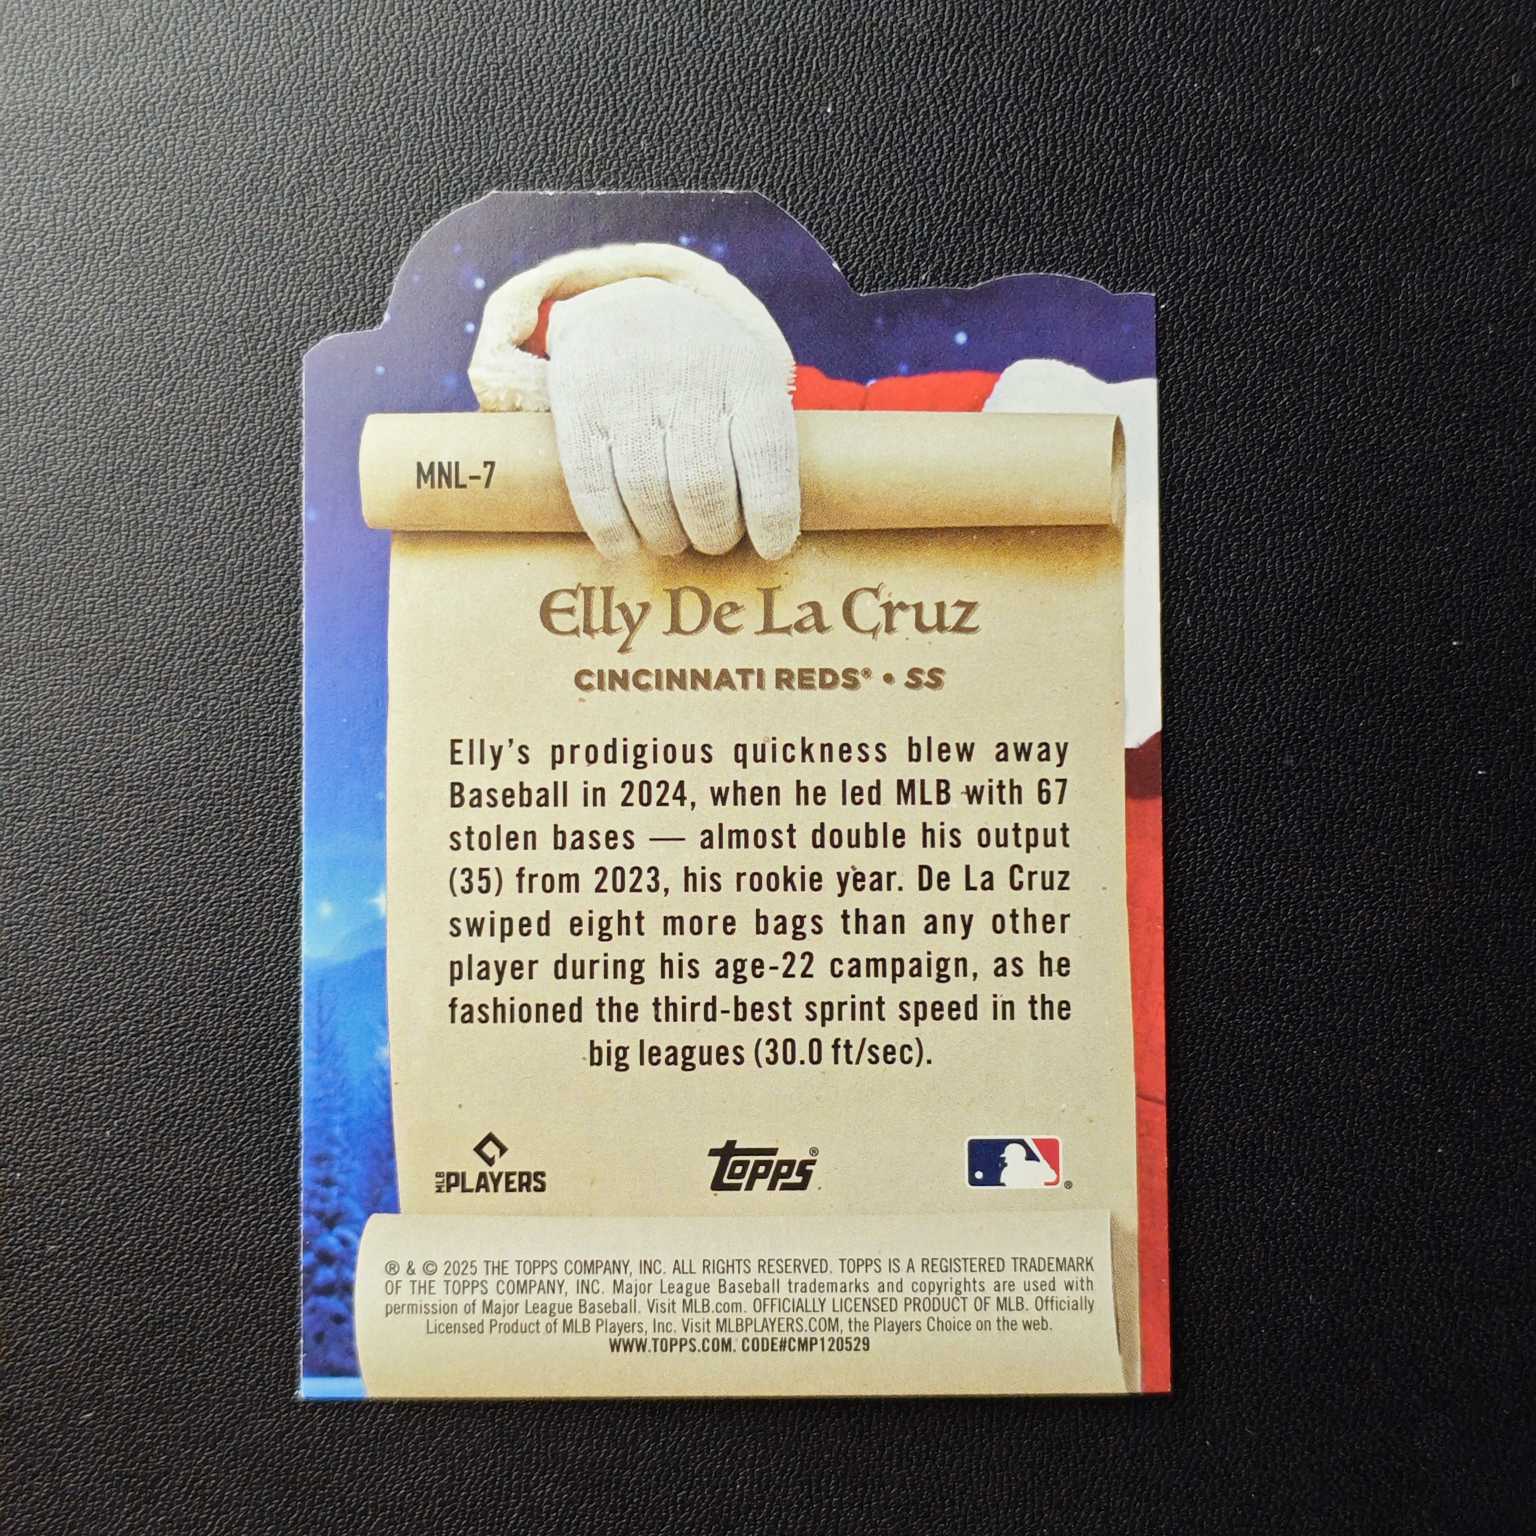 MNL-7
Elly De La Cruz
CINCINNATI REDS® • SS
Elly's prodigious quickness blew away
Baseball in 2024, when he led MLB with 67
stolen bases — almost double his output
(35) from 2023, his rookie year. De La Cruz
swiped eight more bags than any other
player during his age-22 campaign, as he
fashioned the third-best sprint speed in the
big leagues (30.0 ft/sec).
MLB PLAYERS
Topps®
®
® & © 2025 THE TOPPS COMPANY, INC. ALL RIGHTS RESERVED. TOPPS IS A REGISTERED TRADEMARK
OF THE TOPPS COMPANY, INC. Major League Baseball trademarks and copyrights are used with
permission of Major League Baseball. Visit MLB.com. OFFICIALLY LICENSED PRODUCT OF MLB. Officially
Licensed Product of MLB Players, Inc. Visit MLBPLAYERS.COM, the Players Choice on the web.
WWW.TOPPS.COM. CODE#CMP120529